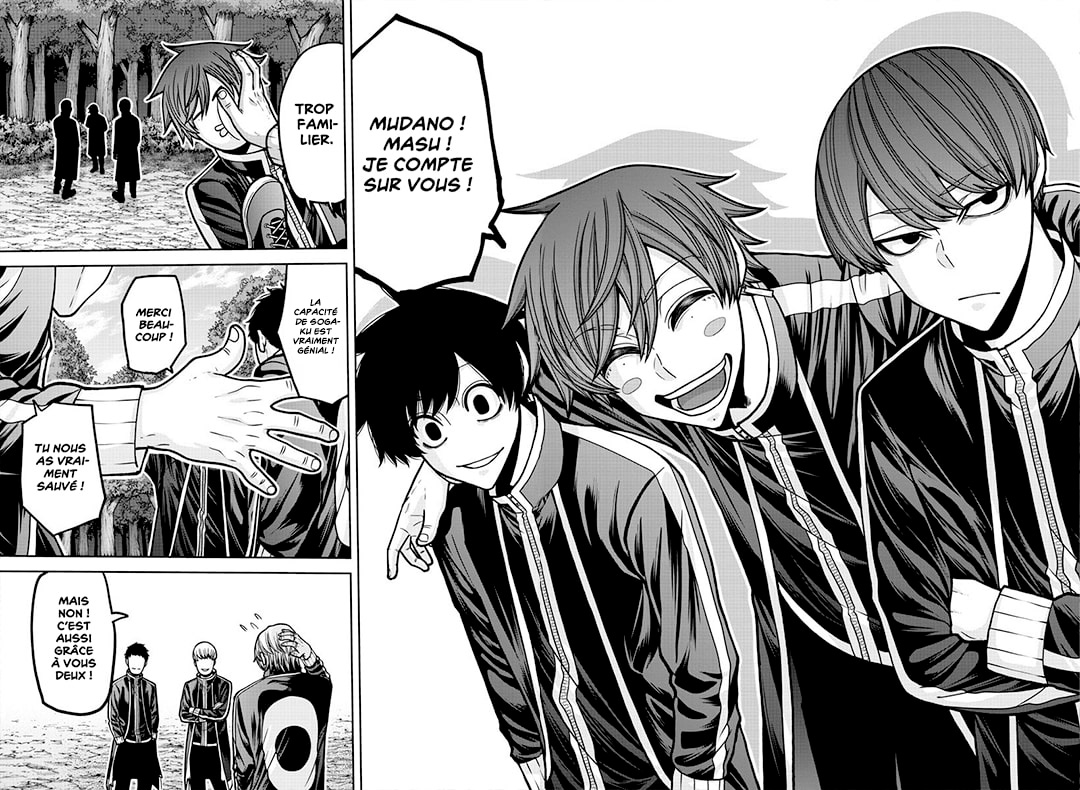 MUDANO !
MASU !
JE COMPTE
SUR VOUS !
TROP
FAMI-
LIER.
LA
CAPACITÉ
DE SOGA-
KU EST
VRAIMENT
GÉNIAL !
MERCI
BEAU-
COUP !
TU NOUS
AS VRAI-
MENT
SAUVÉ !
MAIS
NON !
C'EST
AUSSI
GRÂCE
À VOUS
DEUX !